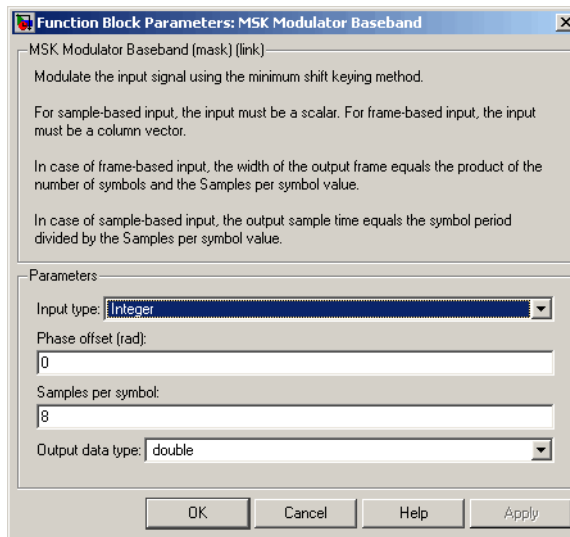 Function Block Parameters: MSK Modulator Baseband
MSK Modulator Baseband (mask) (link)
Modulate the input signal using the minimum shift keying method.
For sample-based input, the input must be a scalar. For frame-based input, the input
must be a column vector.
In case of frame-based input, the width of the output frame equals the product of the
number of symbols and the Samples per symbol value.
In case of sample-based input, the output sample time equals the symbol period
divided by the Samples per symbol value.
Parameters
Input type: Integer
Phase offset (rad):
0
Samples per symbol:
8
Output data type: double
OK Cancel Help Apply